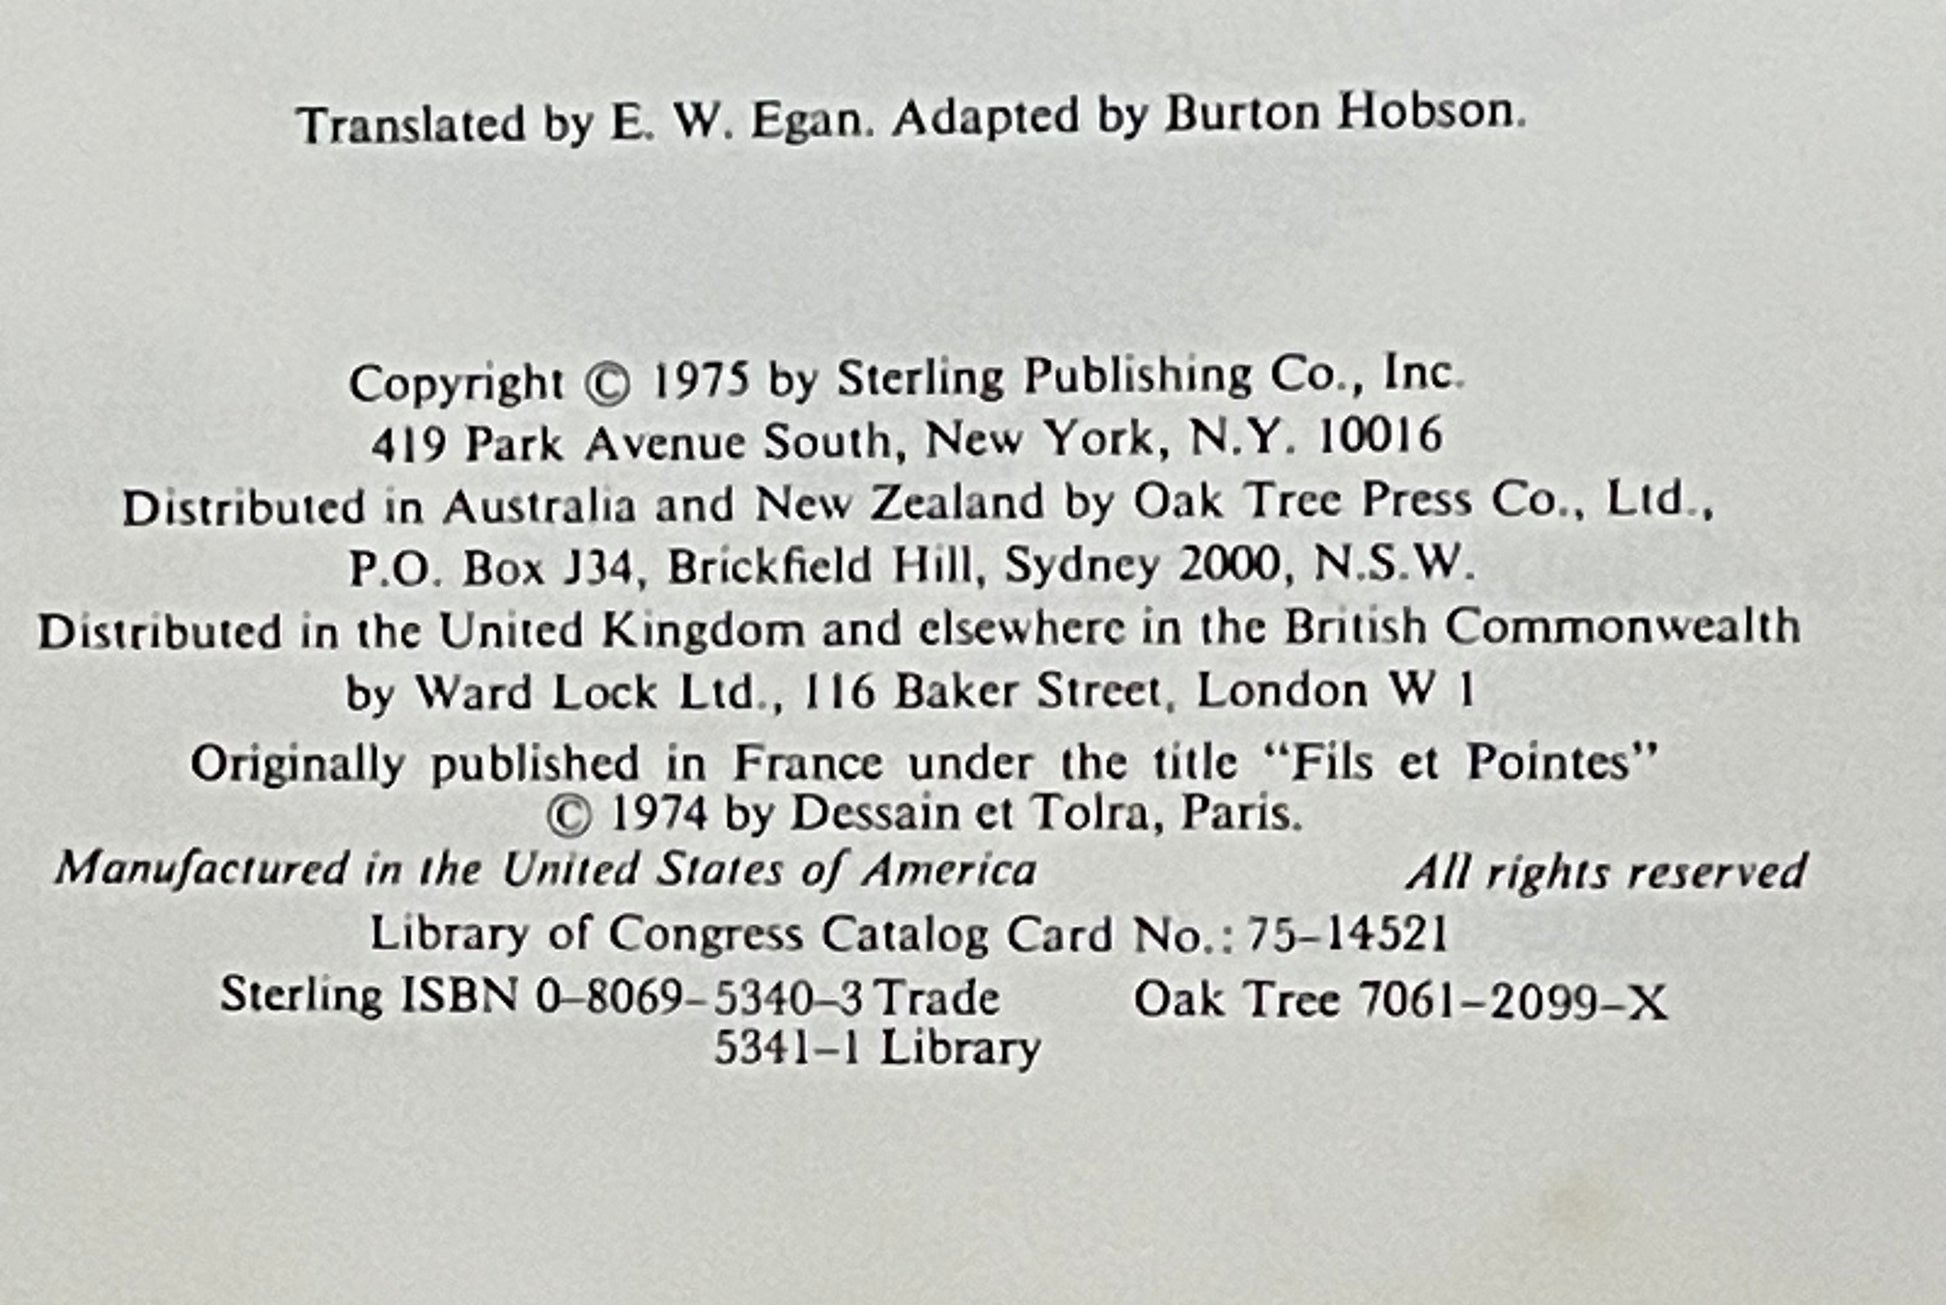 Translated by E. W. Egan. Adapted by Burton Hobson.
Copyright © 1975 by Sterling Publishing Co., Inc.
419 Park Avenue South, New York, N.Y. 10016
Distributed in Australia and New Zealand by Oak Tree Press Co., Ltd.,
P.O. Box J34, Brickfield Hill, Sydney 2000, N.S.W.
Distributed in the United Kingdom and elsewhere in the British Commonwealth
by Ward Lock Ltd., 116 Baker Street, London W 1
Originally published in France under the title “Fils et Pointes”
© 1974 by Dessain et Tolra, Paris.
Manufactured in the United States of America All rights reserved
Library of Congress Catalog Card No.: 75–14521
Sterling ISBN 0–8069–5340–3 Trade Oak Tree 7061–2099–X
5341–1 Library